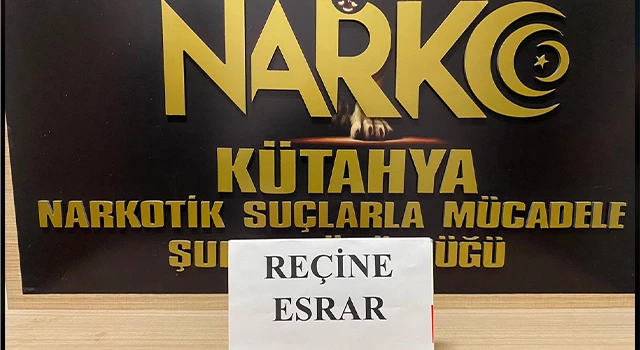 NARKO
KÜTAHYA
NARKOTİK SUÇLARLA MÜCADELE
REÇİNE
ESRAR